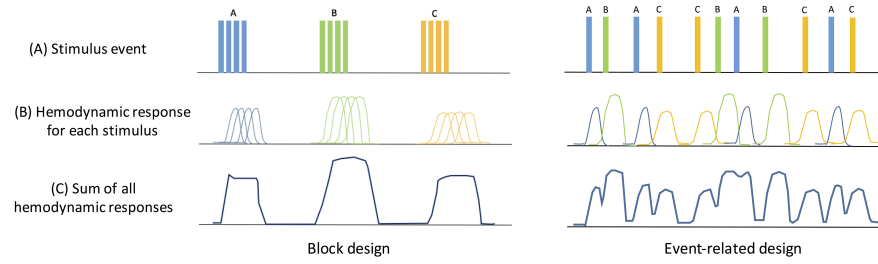 A B C
A B A C C B A B C A C
(A) Stimulus event
(B) Hemodynamic response
for each stimulus
(C) Sum of all
hemodynamic responses
Block design
Event-related design